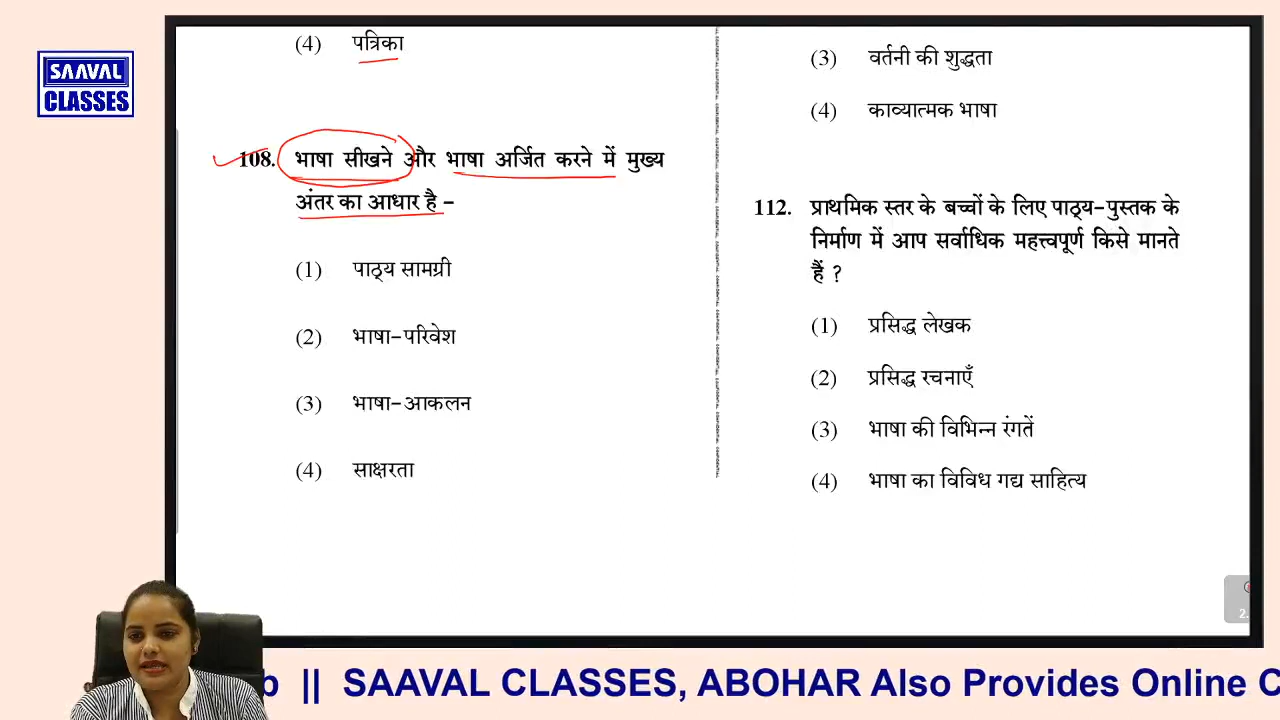 SAAVAL
CLASSES
(4) पत्रिका
108. भाषा सीखने और भाषा अर्जित करने में मुख्य
अंतर का आधार है –
(1) पाठ्य सामग्री
(2) भाषा-परिवेश
(3) भाषा-आकलन
(4) साक्षरता
(3) वर्तनी की शुद्धता
(4) काव्यात्मक भाषा
112. प्राथमिक स्तर के बच्चों के लिए पाठ्य-पुस्तक के
निर्माण में आप सर्वाधिक महत्त्वपूर्ण किसे मानते
हैं ?
(1) प्रसिद्ध लेखक
(2) प्रसिद्ध रचनाएँ
(3) भाषा की विभिन्न रंगतें
(4) भाषा का विविध गद्य साहित्य
2.
b || SAAVAL CLASSES, ABOHAR Also Provides Online C